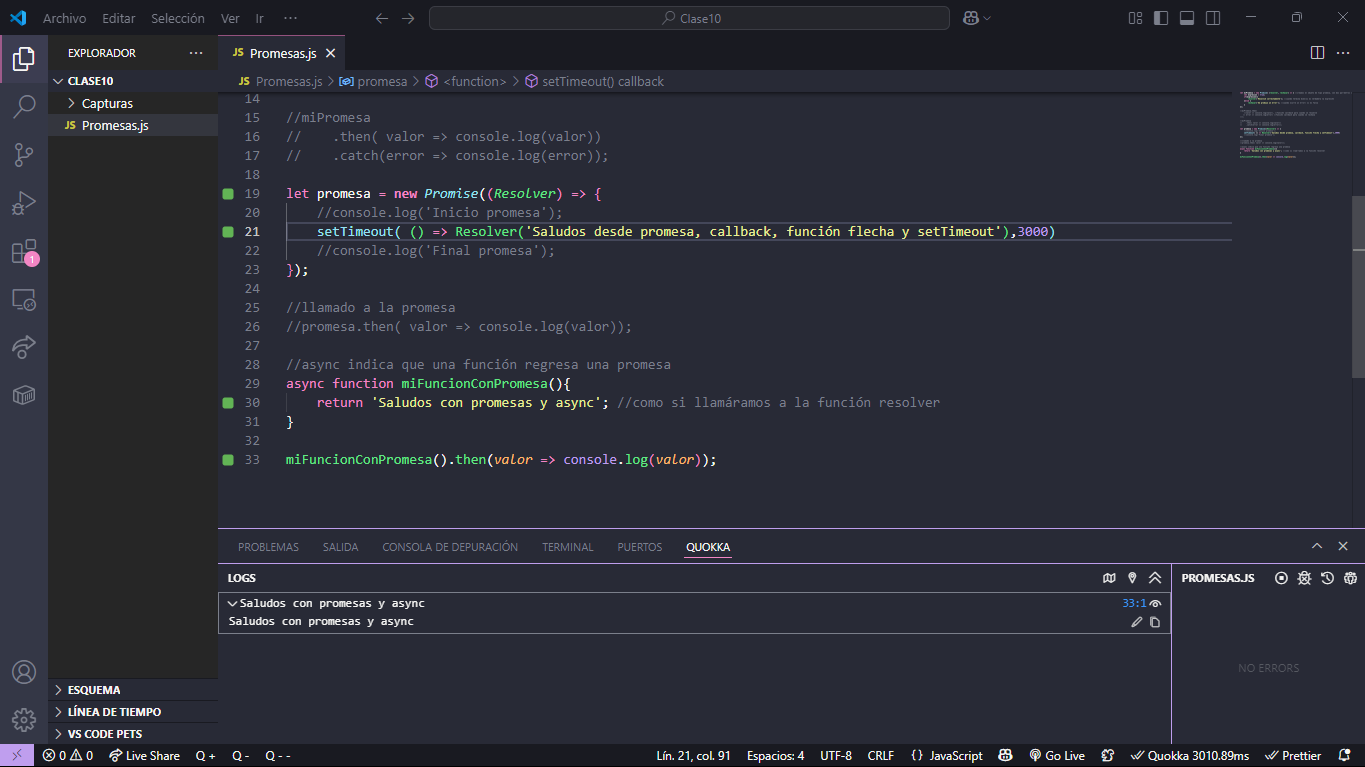 Archivo Editar Selección Ver Ir ··· Clase10
EXPLORADOR ···
CLASE10
Capturas
JS Promesas.js
ESQUEMA
LÍNEA DE TIEMPO
VS CODE PETS
JS Promesas.js
JS Promesas.js > promesa > <function> > setTimeout() callback
14
15 //miPromesa
16 //    .then( valor => console.log(valor))
17 //    .catch(error => console.log(error));
18
19 let promesa = new Promise((Resolver) => {
20     //console.log('Inicio promesa');
21     setTimeout( () => Resolver('Saludos desde promesa, callback, función flecha y setTimeout'),3000)
22     //console.log('Final promesa');
23 });
24
25 //llamado a la promesa
26 //promesa.then( valor => console.log(valor));
27
28 //async indica que una función regresa una promesa
29 async function miFuncionConPromesa(){
30     return 'Saludos con promesas y async'; //como si llamáramos a la función resolver
31 }
32
33 miFuncionConPromesa().then(valor => console.log(valor));
PROBLEMAS SALIDA CONSOLA DE DEPURACIÓN TERMINAL PUERTOS QUOKKA
LOGS
Saludos con promesas y async 33:1
Saludos con promesas y async
PROMESAS.JS
NO ERRORS
1
0 0 Live Share Q + Q - Q - - Lín. 21, col. 91 Espacios: 4 UTF-8 CRLF {} JavaScript Go Live Quokka 3010.89ms Prettier